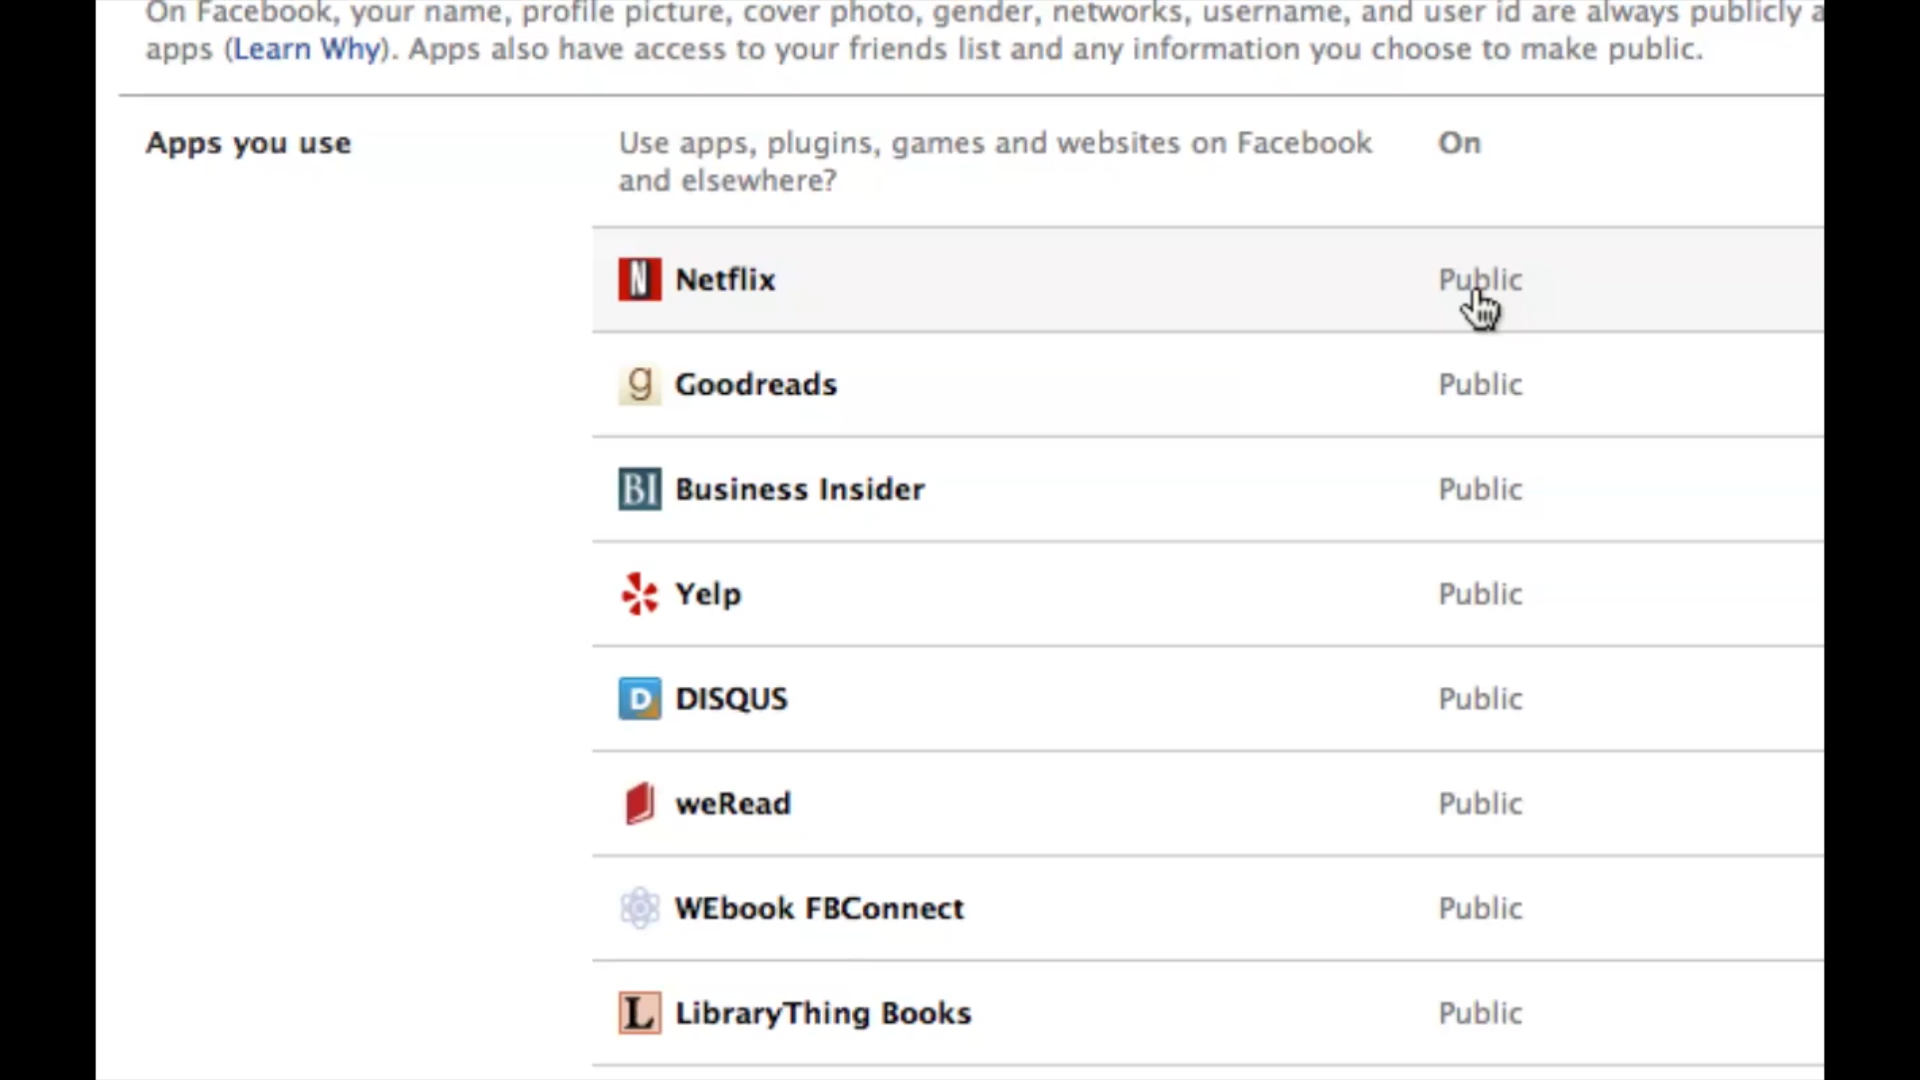 On Facebook, your name, profile picture, cover photo, gender, networks, username, and user id are always publicly a
apps (Learn Why). Apps also have access to your friends list and any information you choose to make public.
Apps you use
Use apps, plugins, games and websites on Facebook
and elsewhere?
On
N Netflix Public
g Goodreads Public
BI Business Insider Public
Yelp Public
D DISQUS Public
weRead Public
WEbook FBConnect Public
L LibraryThing Books Public